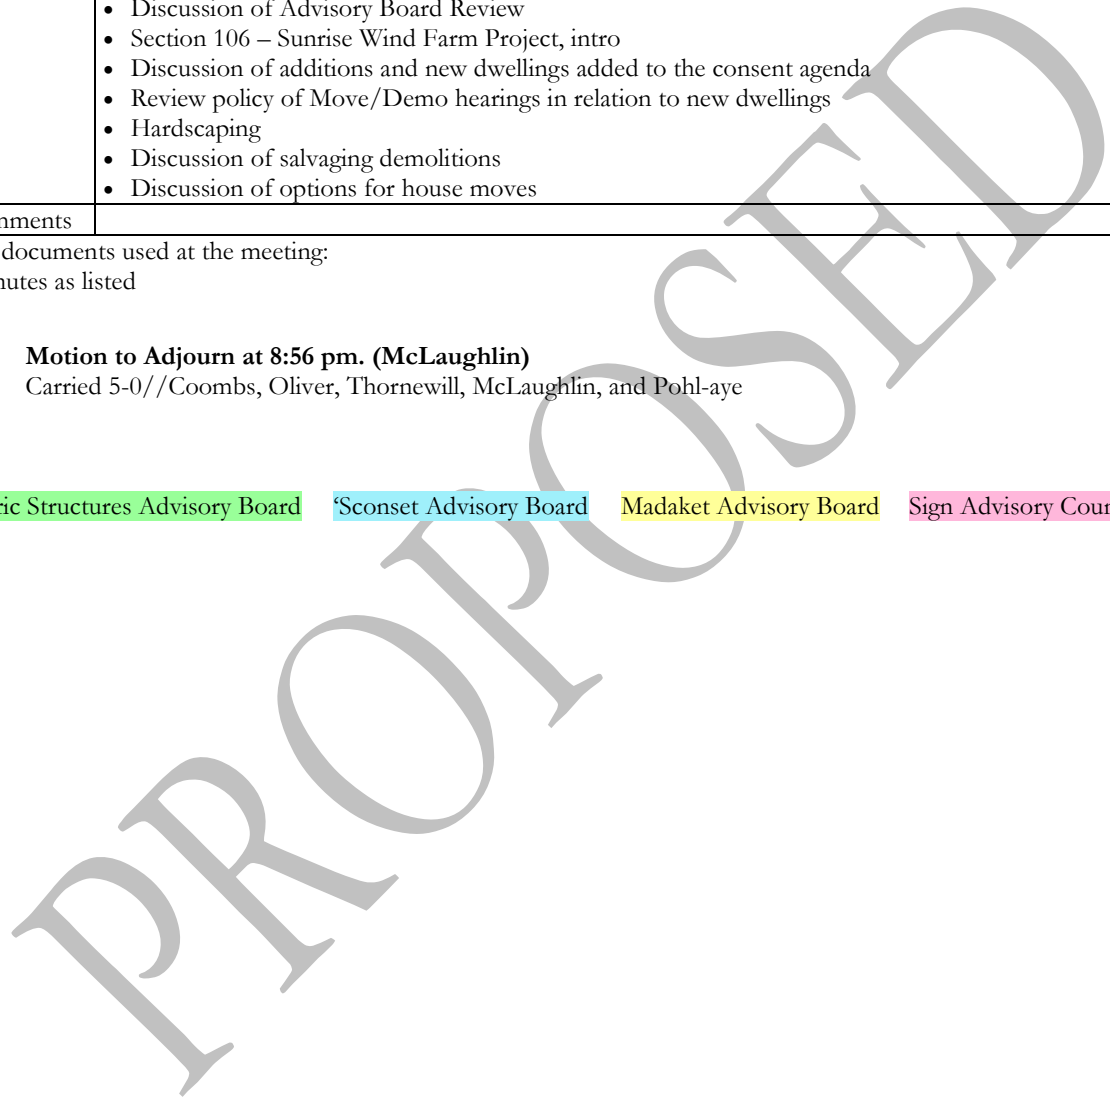 • Discussion of Advisory Board Review
• Section 106 – Sunrise Wind Farm Project, intro
• Discussion of additions and new dwellings added to the consent agenda
• Review policy of Move/Demo hearings in relation to new dwellings
• Hardscaping
• Discussion of salvaging demolitions
• Discussion of options for house moves
nments
documents used at the meeting:
nutes as listed
Motion to Adjourn at 8:56 pm. (McLaughlin)
Carried 5-0//Coombs, Oliver, Thornewill, McLaughlin, and Pohl-aye
ric Structures Advisory Board ‘Sconset Advisory Board Madaket Advisory Board Sign Advisory Coun
PROPOSED